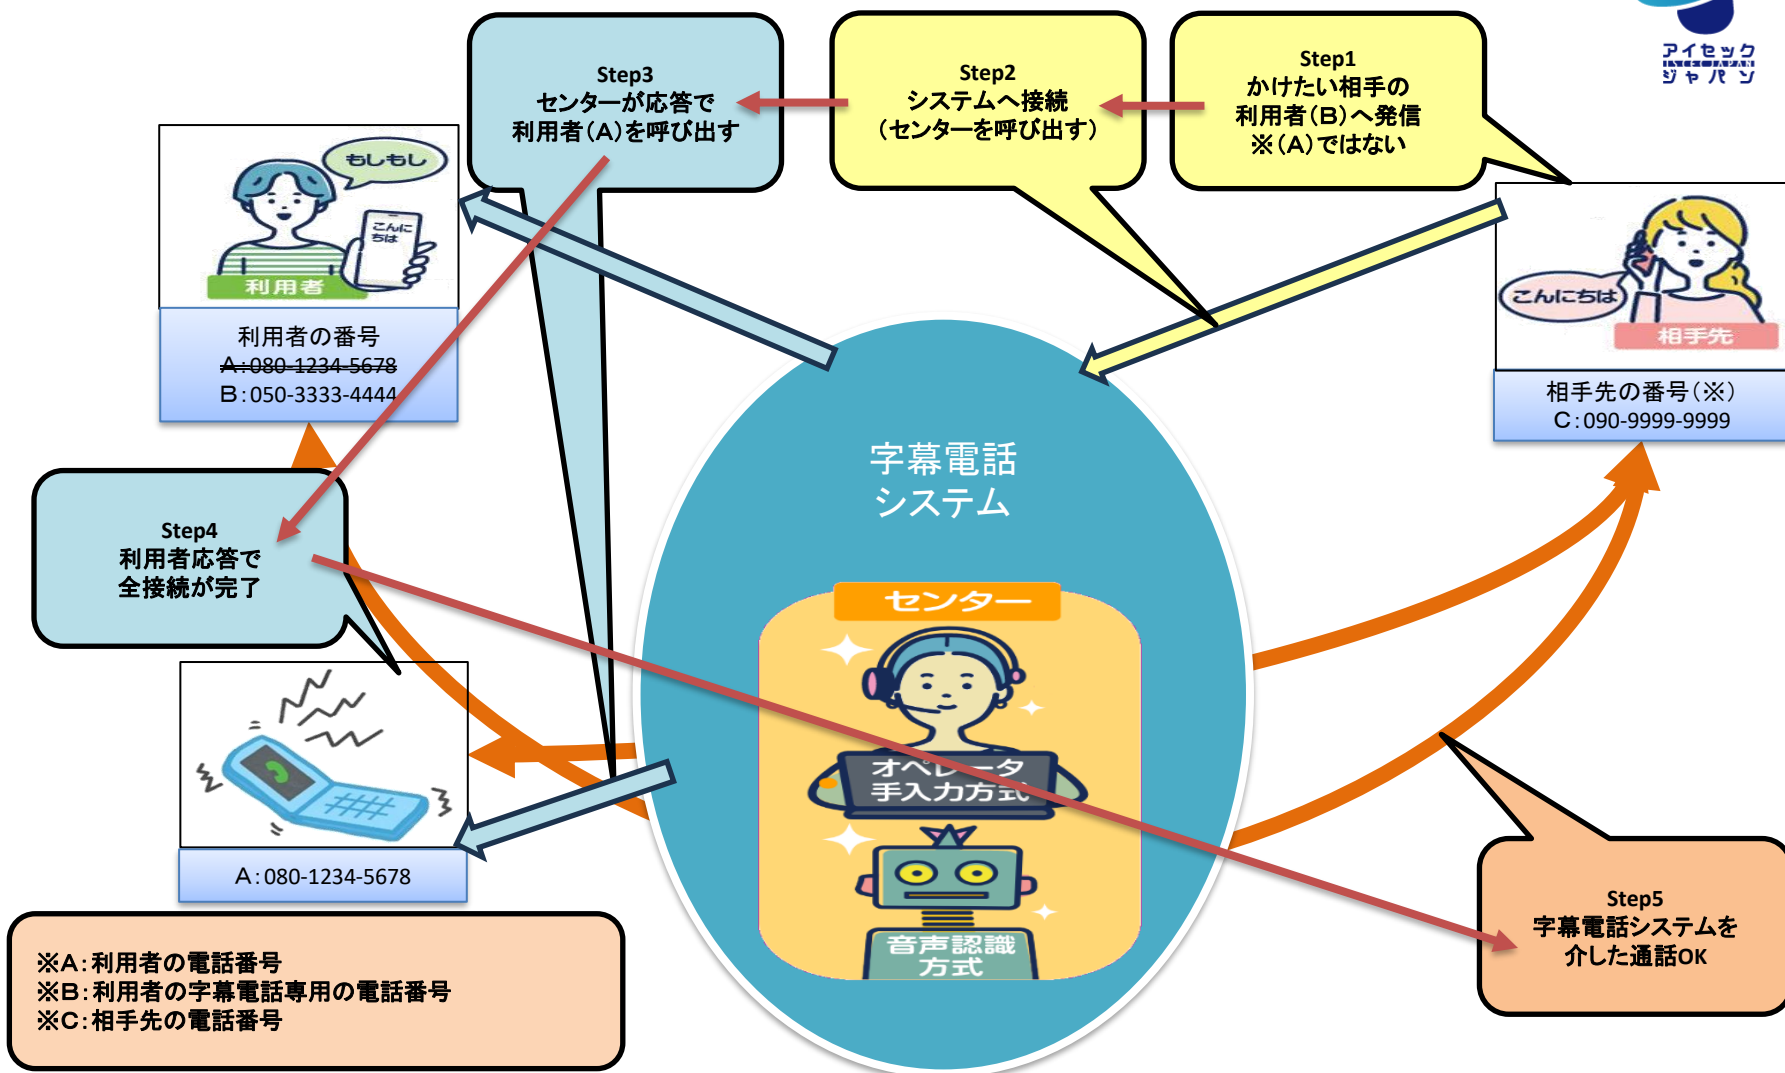 アイセック
ISEC JAPAN
ジャパン
Step1
かけたい相手の
利用者(B)へ発信
※(A)ではない
Step2
システムへ接続
(センターを呼び出す)
Step3
センターが応答で
利用者(A)を呼び出す
もしもし
こんに
ちは
利用者
利用者の番号
A:080-1234-5678
B:050-3333-4444
こんにちは
相手先
相手先の番号(※)
C:090-9999-9999
字幕電話
システム
Step4
利用者応答で
全接続が完了
センター
オペレータ
手入力方式
音声認識
方式
A:080-1234-5678
Step5
字幕電話システムを
介した通話OK
※A:利用者の電話番号
※B:利用者の字幕電話専用の電話番号
※C:相手先の電話番号